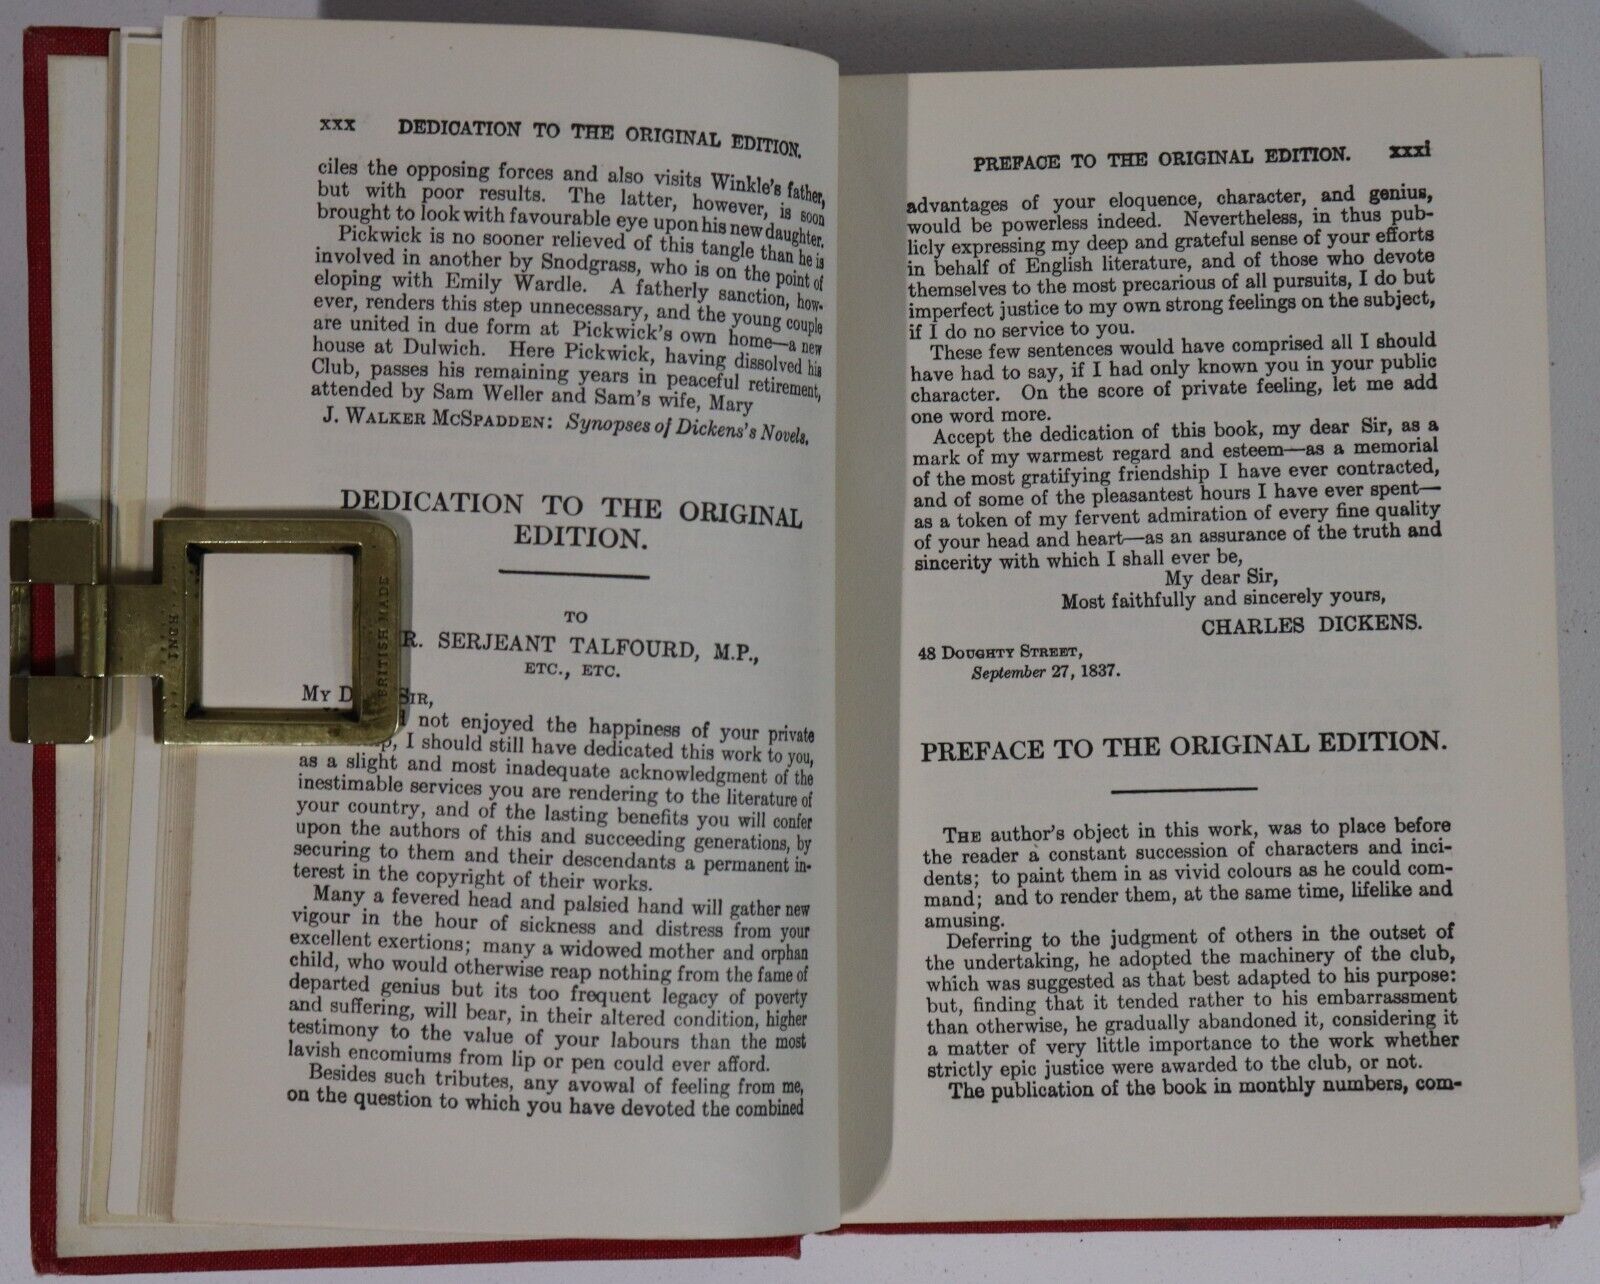 xxx DEDICATION TO THE ORIGINAL EDITION.
ciles the opposing forces and also visits Winkle's father,
but with poor results. The latter, however, is soon
brought to look with favourable eye upon his new daughter.
Pickwick is no sooner relieved of this tangle than he is
involved in another by Snodgrass, who is on the point of
eloping with Emily Wardle. A fatherly sanction, how-
ever, renders this step unnecessary, and the young couple
are united in due form at Pickwick's own home—a new
house at Dulwich. Here Pickwick, having dissolved his
Club, passes his remaining years in peaceful retirement,
attended by Sam Weller and Sam's wife, Mary
J. WALKER MCSPADDEN: Synopses of Dickens's Novels.
DEDICATION TO THE ORIGINAL
EDITION.
TO
R. SERJEANT TALFOURD, M.P.,
ETC., ETC.
MY D SIR,
not enjoyed the happiness of your private
I should still have dedicated this work to you,
as a slight and most inadequate acknowledgment of the
inestimable services you are rendering to the literature of
your country, and of the lasting benefits you will confer
upon the authors of this and succeeding generations, by
securing to them and their descendants a permanent in-
terest in the copyright of their works.
Many a fevered head and palsied hand will gather new
vigour in the hour of sickness and distress from your
excellent exertions; many a widowed mother and orphan
child, who would otherwise reap nothing from the fame of
departed genius but its too frequent legacy of poverty
and suffering, will bear, in their altered condition, higher
testimony to the value of your labours than the most
lavish encomiums from lip or pen could ever afford.
Besides such tributes, any avowal of feeling from me,
on the question to which you have devoted the combined
1 INCH
BRITISH MADE
PREFACE TO THE ORIGINAL EDITION. xxxi
advantages of your eloquence, character, and genius,
would be powerless indeed. Nevertheless, in thus pub-
licly expressing my deep and grateful sense of your efforts
in behalf of English literature, and of those who devote
themselves to the most precarious of all pursuits, I do but
imperfect justice to my own strong feelings on the subject,
if I do no service to you.
These few sentences would have comprised all I should
have had to say, if I had only known you in your public
character. On the score of private feeling, let me add
one word more.
Accept the dedication of this book, my dear Sir, as a
mark of my warmest regard and esteem—as a memorial
of the most gratifying friendship I have ever contracted,
and of some of the pleasantest hours I have ever spent—
as a token of my fervent admiration of every fine quality
of your head and heart—as an assurance of the truth and
sincerity with which I shall ever be,
My dear Sir,
Most faithfully and sincerely yours,
CHARLES DICKENS.
48 DOUGHTY STREET,
September 27, 1837.
PREFACE TO THE ORIGINAL EDITION.
THE author's object in this work, was to place before
the reader a constant succession of characters and inci-
dents; to paint them in as vivid colours as he could com-
mand; and to render them, at the same time, lifelike and
amusing.
Deferring to the judgment of others in the outset of
the undertaking, he adopted the machinery of the club,
which was suggested as that best adapted to his purpose:
but, finding that it tended rather to his embarrassment
than otherwise, he gradually abandoned it, considering it
a matter of very little importance to the work whether
strictly epic justice were awarded to the club, or not.
The publication of the book in monthly numbers, com-